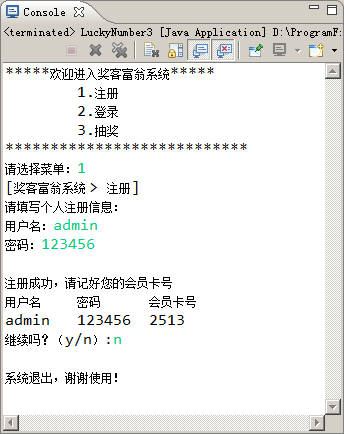 Console
<terminated> LuckyNumber3 [Java Application] D:\ProgramF:
*****欢迎进入奖客富翁系统*****
1.注册
2.登录
3.抽奖
***************************
请选择菜单：1
[奖客富翁系统 > 注册]
请填写个人注册信息：
用户名：admin
密码：123456
注册成功，请记好您的会员卡号
用户名 密码 会员卡号
admin 123456 2513
继续吗？（y/n）:n
系统退出，谢谢使用！